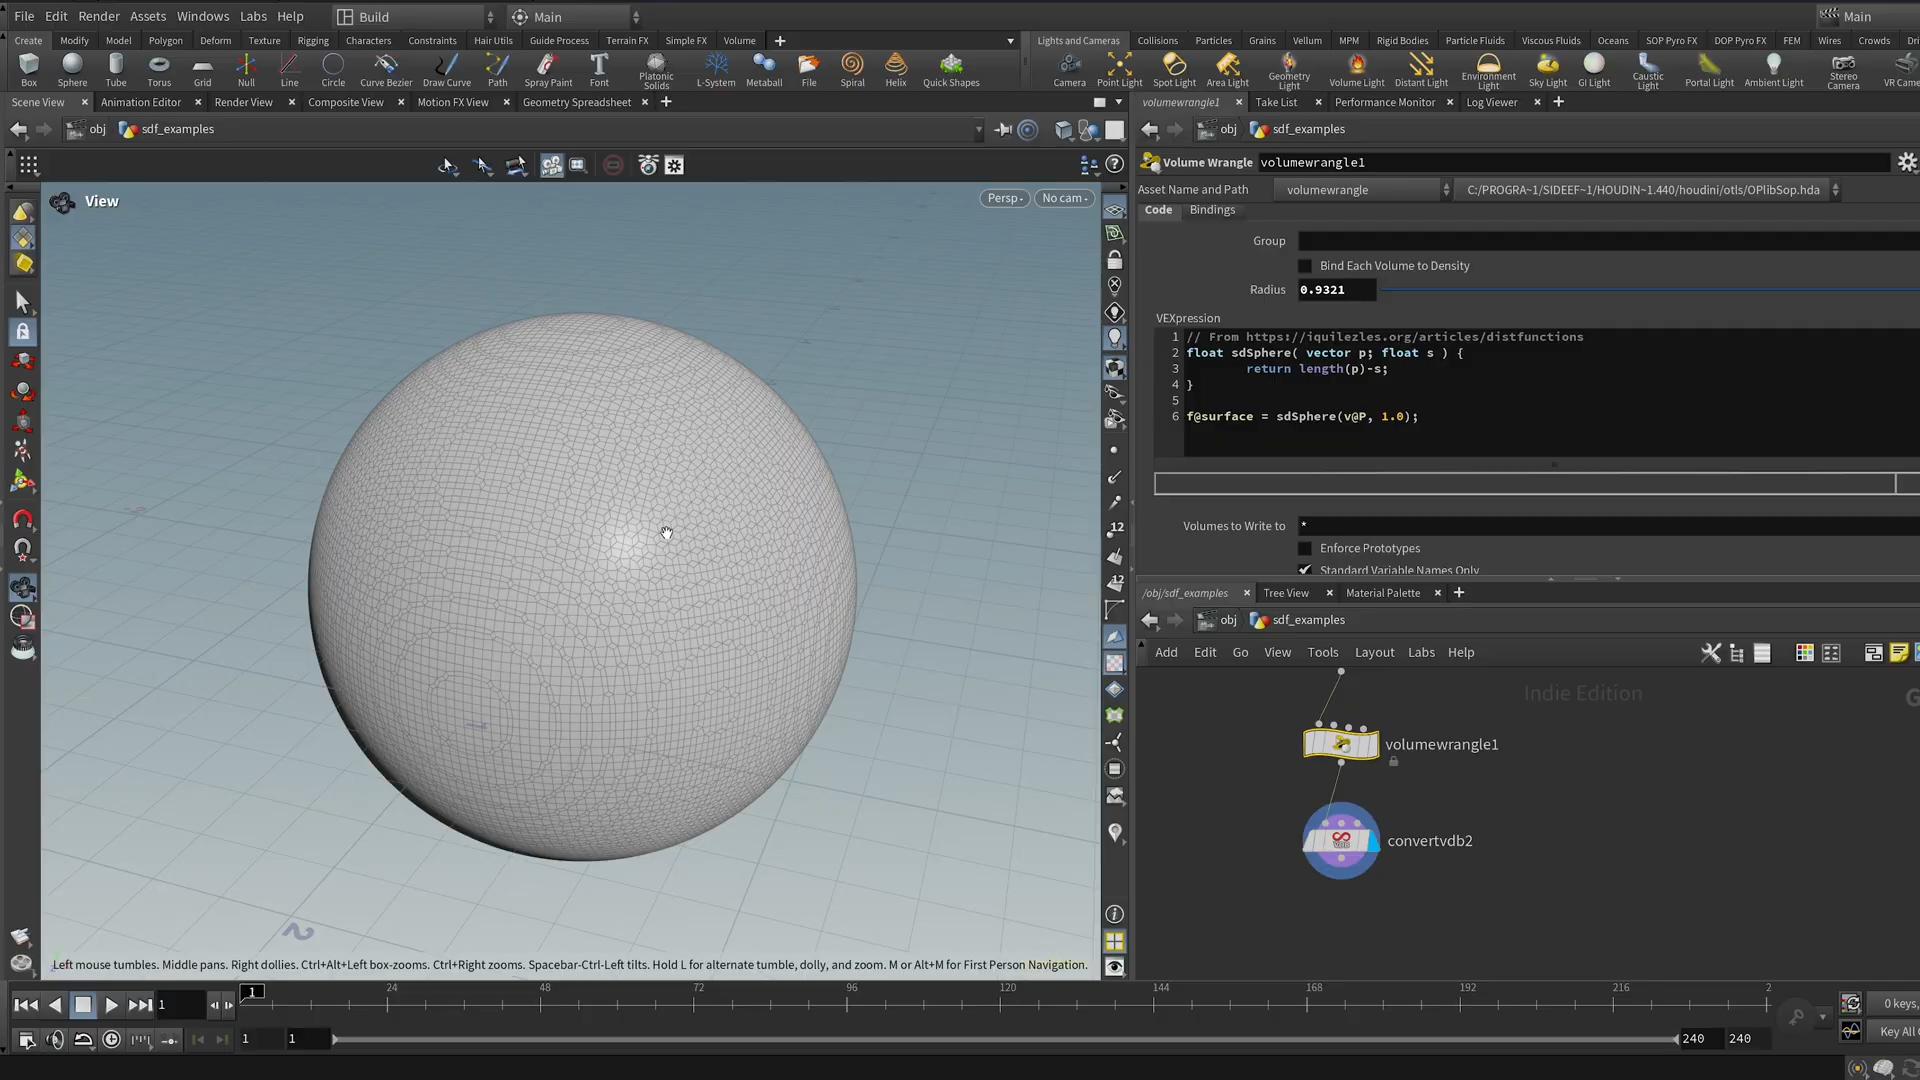 File Edit Render Assets Windows Labs Help Build Main Main
Create Modify Model Polygon Deform Texture Rigging Characters Constraints Hair Utils Guide Process Terrain FX Simple FX Volume
Lights and Cameras Collisions Particles Grains Vellum MPM Rigid Bodies Particle Fluids Viscous Fluids Oceans SOP Pyro FX DOP Pyro FX FEM Wires Crowds
Box Sphere Tube Torus Grid Null Line Circle Curve Bezier Draw Curve Path Spray Paint Font Platonic Solids L-System Metaball File Spiral Helix Quick Shapes
Camera Point Light Spot Light Area Light Geometry Light Volume Light Distant Light Environment Light Sky Light GI Light Caustic Light Portal Light Ambient Light Stereo Camera VR Came
Scene View Animation Editor Render View Composite View Motion FX View Geometry Spreadsheet
volumewrangle1 Take List Performance Monitor Log Viewer
obj sdf_examples
obj sdf_examples
Volume Wrangle volumewrangle1
Asset Name and Path volumewrangle C:/PROGRA~1/SIDEEF~1/HOUDIN~1.440/houdini/otls/OPlibSop.hda
View
Persp No cam
Code Bindings
Group
Bind Each Volume to Density
Radius 0.9321
VEXpression
1 // From https://iquilezles.org/articles/distfunctions
2 float sdSphere( vector p; float s ) {
3 return length(p)-s;
4 }
5
6 f@surface = sdSphere(v@P, 1.0);
Volumes to Write to *
Enforce Prototypes
Standard Variable Names Only
/obj/sdf_examples Tree View Material Palette
obj sdf_examples
Add Edit Go View Tools Layout Labs Help
Indie Edition
G
volumewrangle1
convertvdb2
VDB
12
12
2
Left mouse tumbles. Middle pans. Right dollies. Ctrl+Alt+Left box-zooms. Ctrl+Right zooms. Spacebar-Ctrl-Left tilts. Hold L for alternate tumble, dolly, and zoom. M or Alt+M for First Person Navigation.
1 1 24 48 72 96 120 144 168 192 216 2
0 keys,
1 1 240 240
Key All